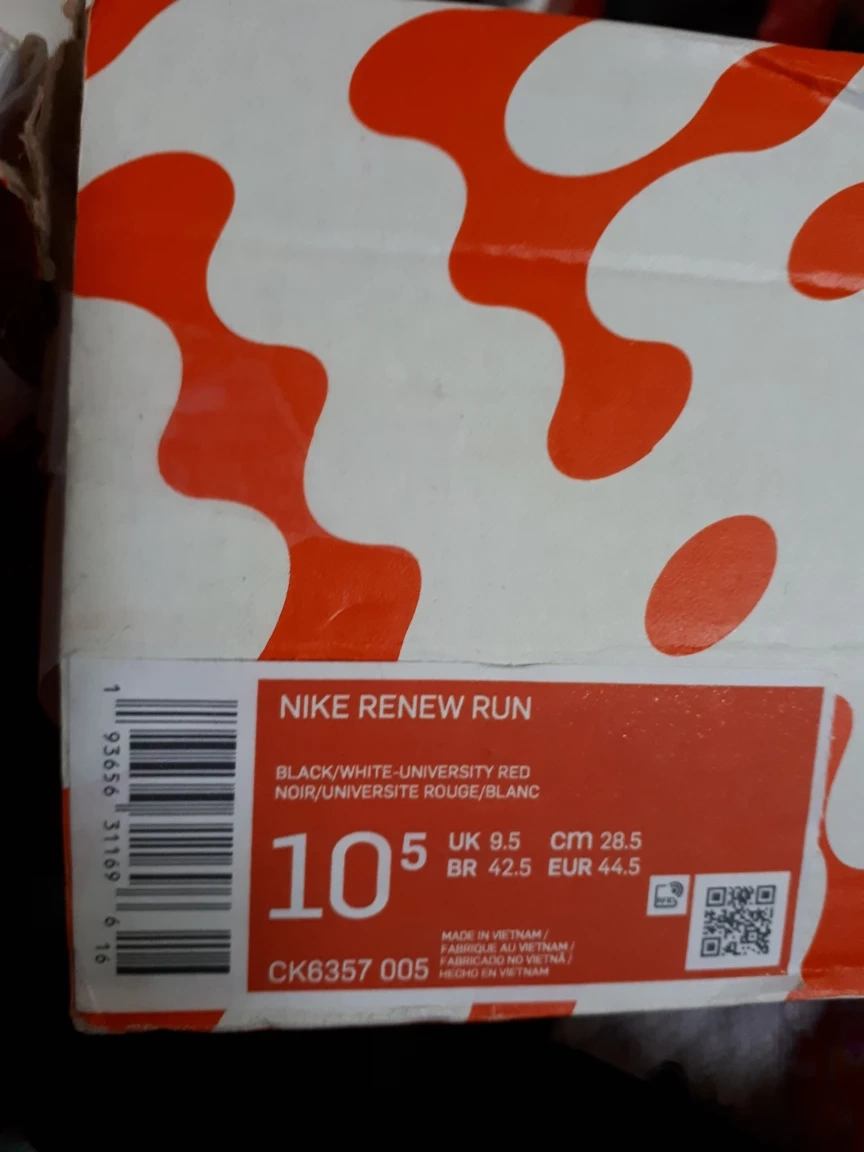 NIKE RENEW RUN
BLACK/WHITE-UNIVERSITY RED
NOIR/UNIVERSITE ROUGE/BLANC
10 5
UK 9.5 cm 28.5
BR 42.5 EUR 44.5
RFID
CK6357 005
MADE IN VIETNAM /
FABRIQUE AU VIETNAM /
FABRICADO NO VIETNÃ /
HECHO EN VIETNAM
1 93656 31169 6 16